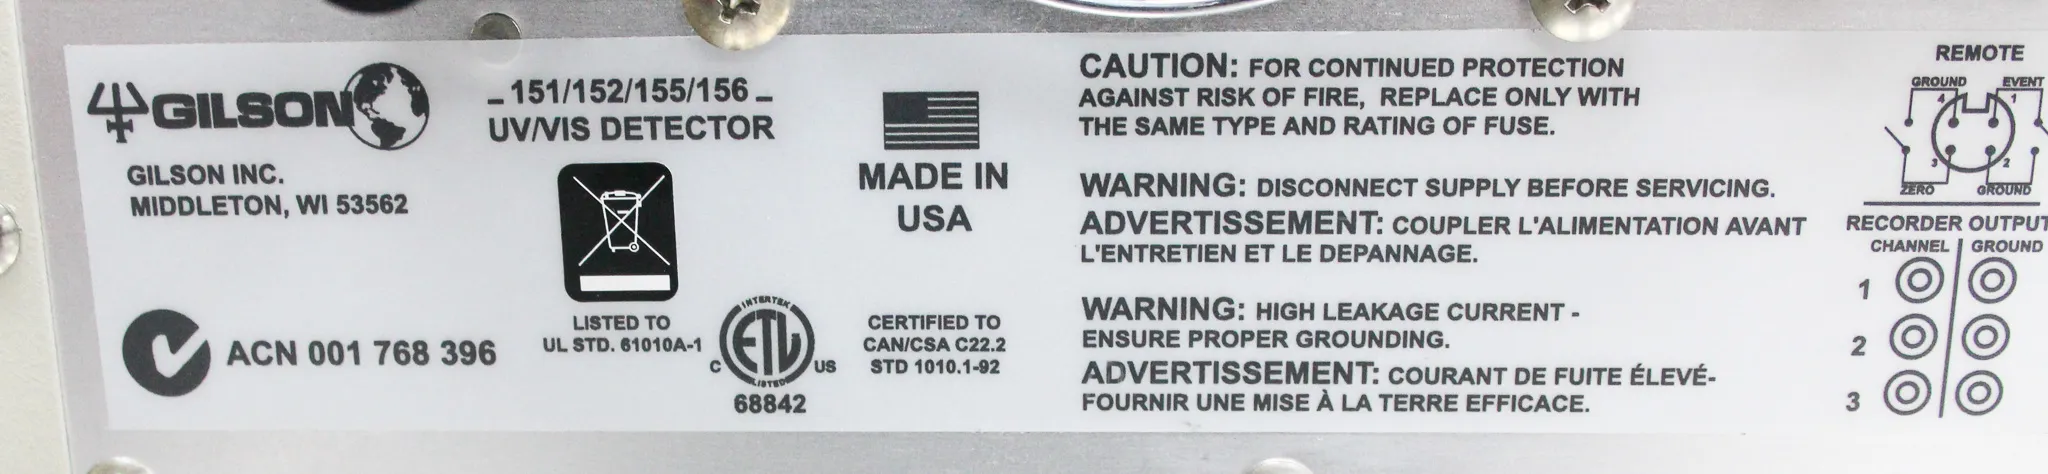 GILSON
GILSON INC.
MIDDLETON, WI 53562
ACN 001 768 396
_ 151/152/155/156 _
UV/VIS DETECTOR
LISTED TO
UL STD. 61010A-1
INTERTEK
ETL
LISTED
C US
68842
MADE IN
USA
CERTIFIED TO
CAN/CSA C22.2
STD 1010.1-92
CAUTION: FOR CONTINUED PROTECTION
AGAINST RISK OF FIRE, REPLACE ONLY WITH
THE SAME TYPE AND RATING OF FUSE.
WARNING: DISCONNECT SUPPLY BEFORE SERVICING.
ADVERTISSEMENT: COUPLER L'ALIMENTATION AVANT
L'ENTRETIEN ET LE DEPANNAGE.
WARNING: HIGH LEAKAGE CURRENT -
ENSURE PROPER GROUNDING.
ADVERTISSEMENT: COURANT DE FUITE ÉLEVÉ-
FOURNIR UNE MISE À LA TERRE EFFICACE.
REMOTE
GROUND EVENT
4 1
3 2
ZERO GROUND
RECORDER OUTPUT
CHANNEL GROUND
1
2
3